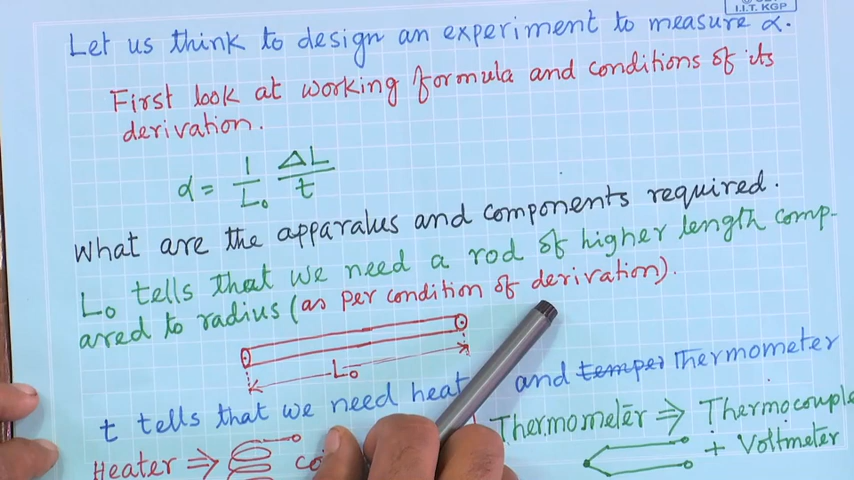 I.I.T. KGP
Let us think to design an experiment to measure α.
First look at working formula and conditions of its
derivation.
α = 1/L₀ ΔL/t
What are the apparalus and components required.
L₀ tells that we need a rod of higher length comp-
ared to radius (as per condition of derivation).
L₀
t tells that we need heat and temper Thermometer
Thermometer ⇒ Thermocouple
+ Voltmeter
Heater ⇒